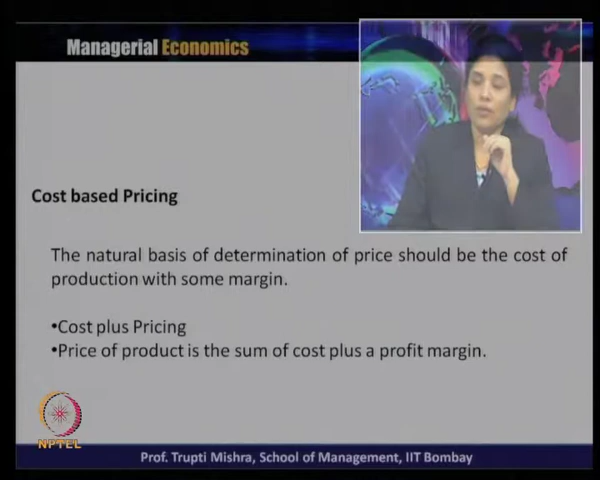 Managerial Economics
Cost based Pricing
The natural basis of determination of price should be the cost of
production with some margin.
•Cost plus Pricing
•Price of product is the sum of cost plus a profit margin.
NPTEL
Prof. Trupti Mishra, School of Management, IIT Bombay